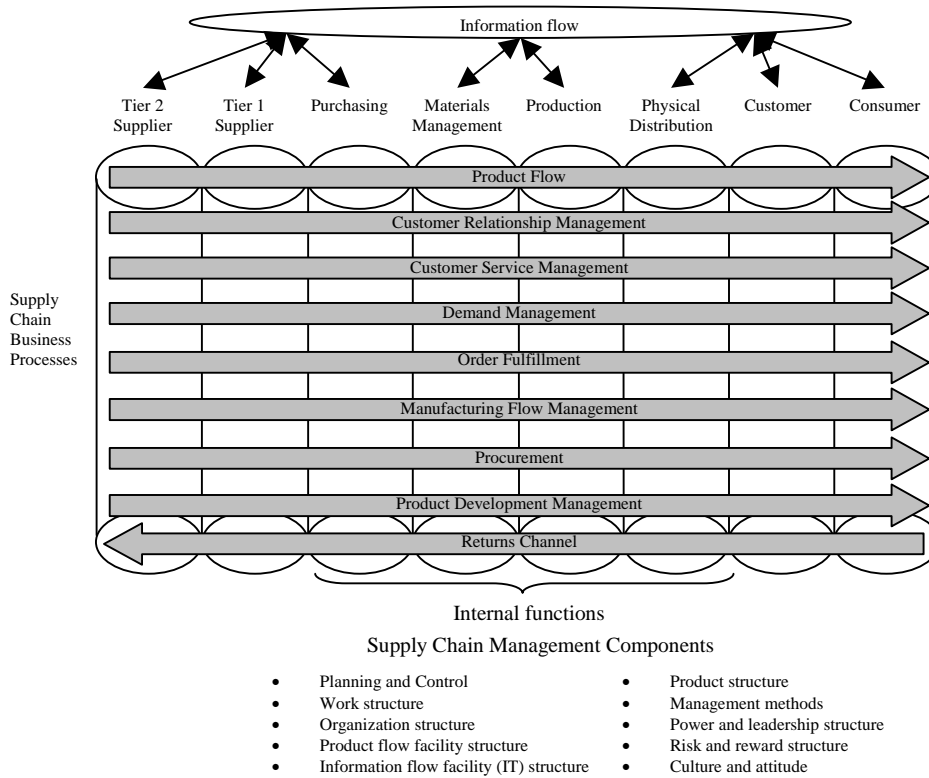 Information flow
Tier 2
Supplier
Tier 1
Supplier
Purchasing
Materials
Management
Production
Physical
Distribution
Customer
Consumer
Product Flow
Customer Relationship Management
Customer Service Management
Supply
Chain
Business
Processes
Demand Management
Order Fulfillment
Manufacturing Flow Management
Procurement
Product Development Management
Returns Channel
Internal functions
Supply Chain Management Components
• Planning and Control
• Work structure
• Organization structure
• Product flow facility structure
• Information flow facility (IT) structure
• Product structure
• Management methods
• Power and leadership structure
• Risk and reward structure
• Culture and attitude